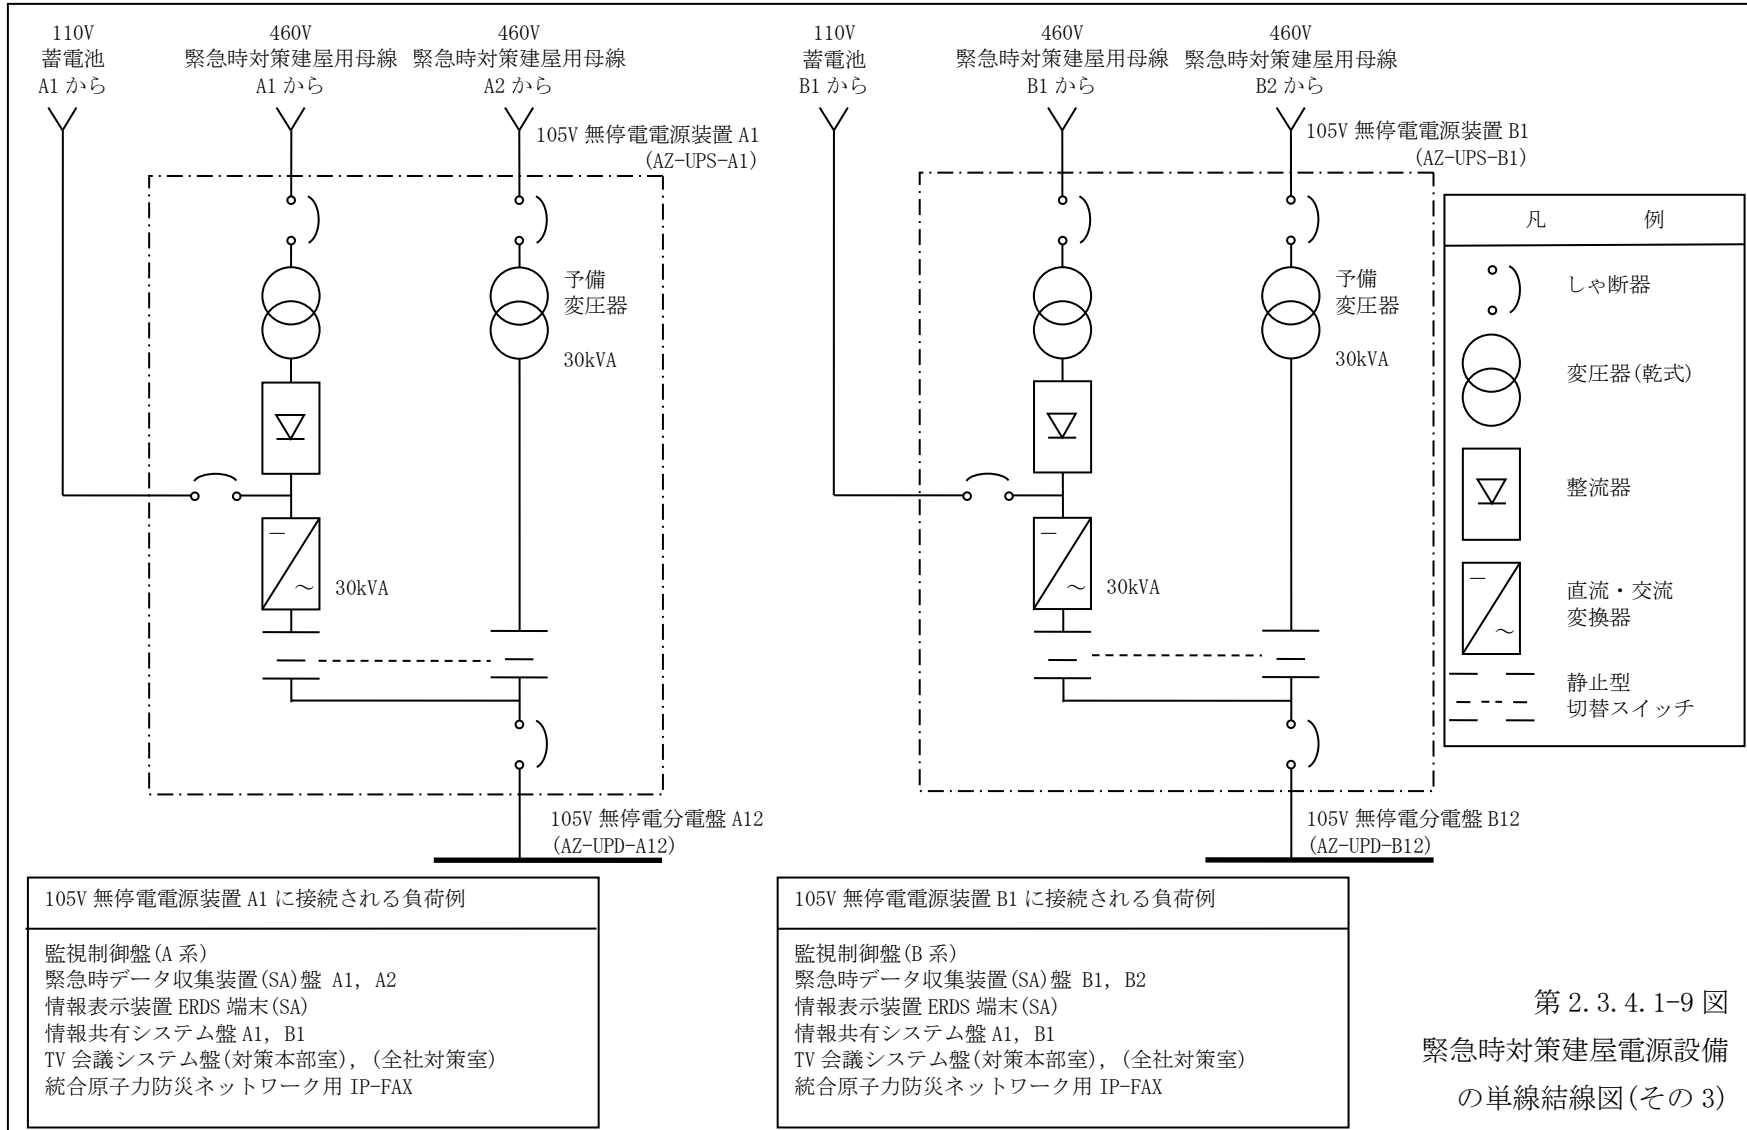 110V
蓄電池
A1 から
460V
緊急時対策建屋用母線
A1 から
460V
緊急時対策建屋用母線
A2 から
105V 無停電電源装置 A1
(AZ-UPS-A1)
予備
変圧器
30kVA
30kVA
105V 無停電分電盤 A12
(AZ-UPD-A12)
110V
蓄電池
B1 から
460V
緊急時対策建屋用母線
B1 から
460V
緊急時対策建屋用母線
B2 から
105V 無停電電源装置 B1
(AZ-UPS-B1)
予備
変圧器
30kVA
30kVA
105V 無停電分電盤 B12
(AZ-UPD-B12)
凡 例
しゃ断器
変圧器(乾式)
整流器
直流・交流
変換器
静止型
切替スイッチ
105V 無停電電源装置 A1 に接続される負荷例
監視制御盤(A 系)
緊急時データ収集装置(SA)盤 A1, A2
情報表示装置 ERDS 端末(SA)
情報共有システム盤 A1, B1
TV 会議システム盤(対策本部室), (全社対策室)
統合原子力防災ネットワーク用 IP-FAX
105V 無停電電源装置 B1 に接続される負荷例
監視制御盤(B 系)
緊急時データ収集装置(SA)盤 B1, B2
情報表示装置 ERDS 端末(SA)
情報共有システム盤 A1, B1
TV 会議システム盤(対策本部室), (全社対策室)
統合原子力防災ネットワーク用 IP-FAX
第 2.3.4.1-9 図
緊急時対策建屋電源設備
の単線結線図(その 3)